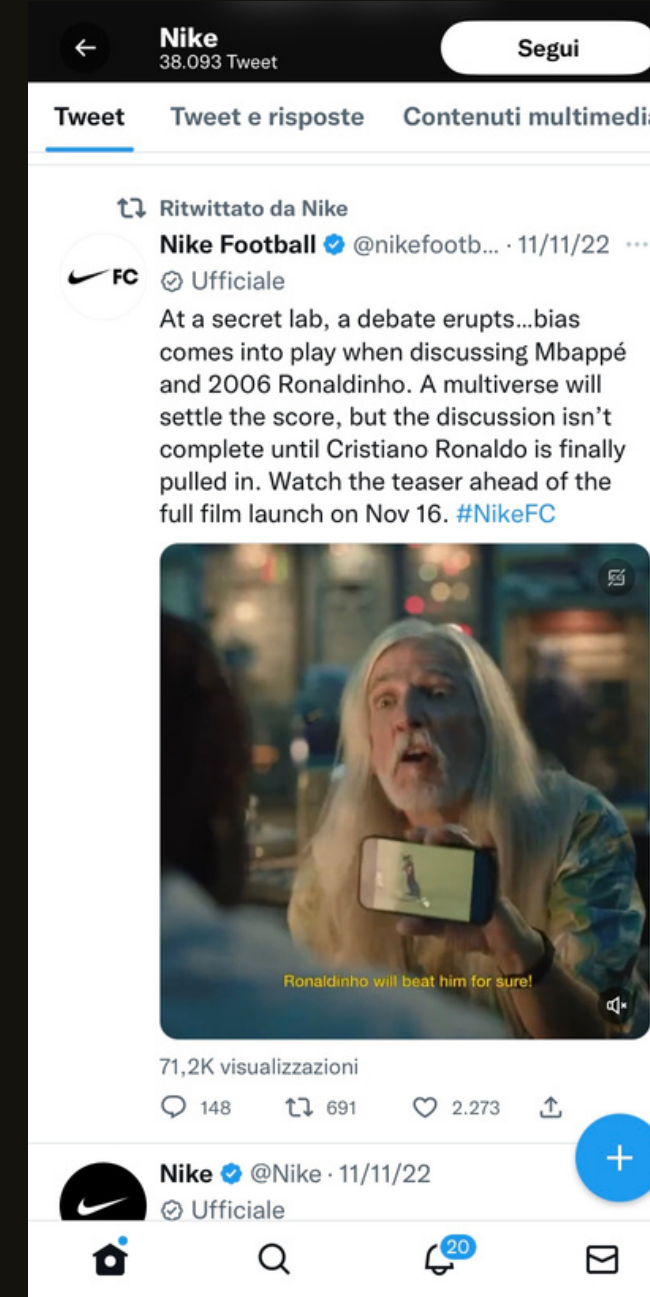 Nike
38.093 Tweet
Segui
Tweet Tweet e risposte Contenuti multimedia
Ritwittato da Nike
Nike Football @nikefootb... · 11/11/22 ···
FC
Ufficiale
At a secret lab, a debate erupts...bias
comes into play when discussing Mbappé
and 2006 Ronaldinho. A multiverse will
settle the score, but the discussion isn’t
complete until Cristiano Ronaldo is finally
pulled in. Watch the teaser ahead of the
full film launch on Nov 16. #NikeFC
Ronaldinho will beat him for sure!
71,2K visualizzazioni
148 691 2.273
Nike @Nike · 11/11/22
Ufficiale
20